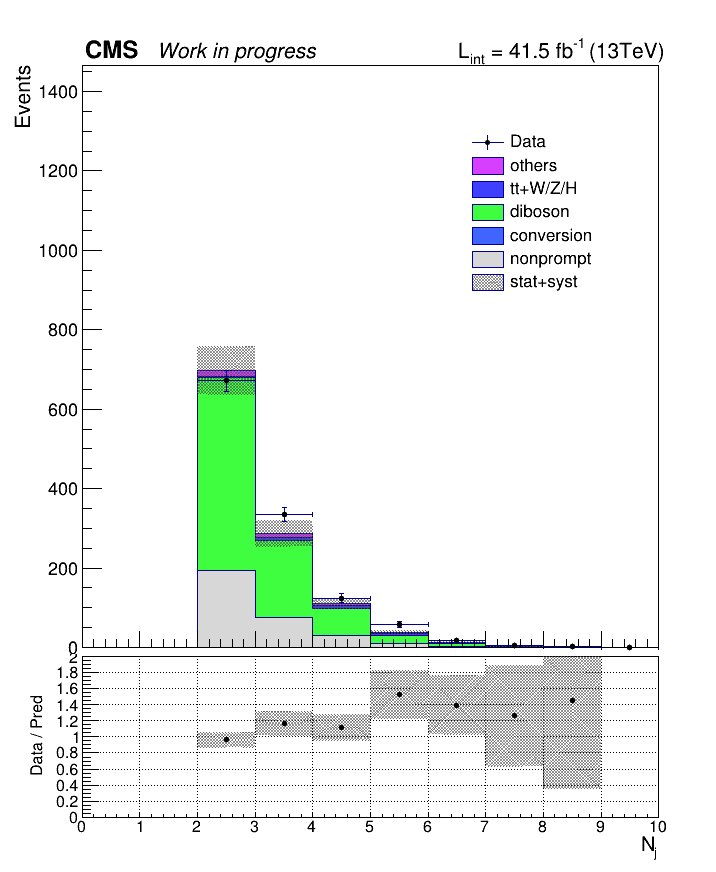 CMS Work in progress L_int = 41.5 fb^-1 (13TeV)
Events
1400
1200
1000
800
600
400
200
0
Data
others
tt+W/Z/H
diboson
conversion
nonprompt
stat+syst
Data / Pred
2
1.8
1.6
1.4
1.2
1
0.8
0.6
0.4
0.2
0
0 1 2 3 4 5 6 7 8 9 10
N_j